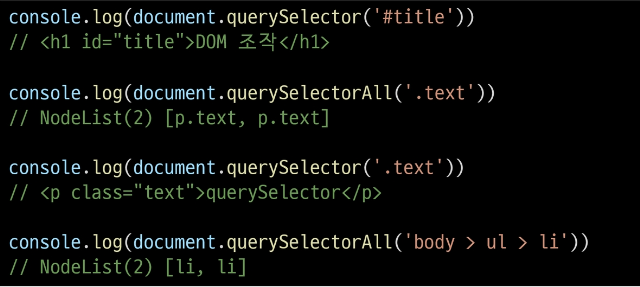 console.log(document.querySelector('#title'))
// <h1 id="title">DOM 조작</h1>
console.log(document.querySelectorAll('.text'))
// NodeList(2) [p.text, p.text]
console.log(document.querySelector('.text'))
// <p class="text">querySelector</p>
console.log(document.querySelectorAll('body > ul > li'))
// NodeList(2) [li, li]